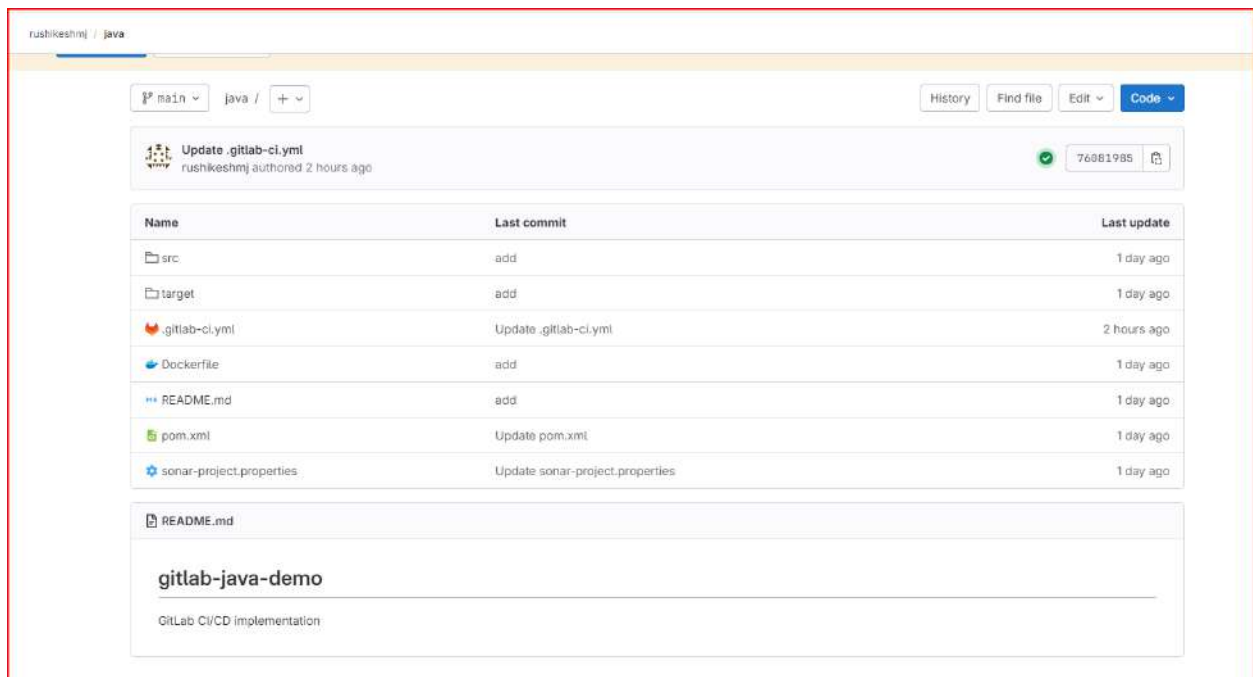 rushikeshmj / java
main java / +
History Find file Edit Code
Update .gitlab-ci.yml
rushikeshmj authored 2 hours ago
76081985
Name Last commit Last update
src add 1 day ago
target add 1 day ago
.gitlab-ci.yml Update .gitlab-ci.yml 2 hours ago
Dockerfile add 1 day ago
README.md add 1 day ago
pom.xml Update pom.xml 1 day ago
sonar-project.properties Update sonar-project.properties 1 day ago
README.md
gitlab-java-demo
GitLab CI/CD implementation